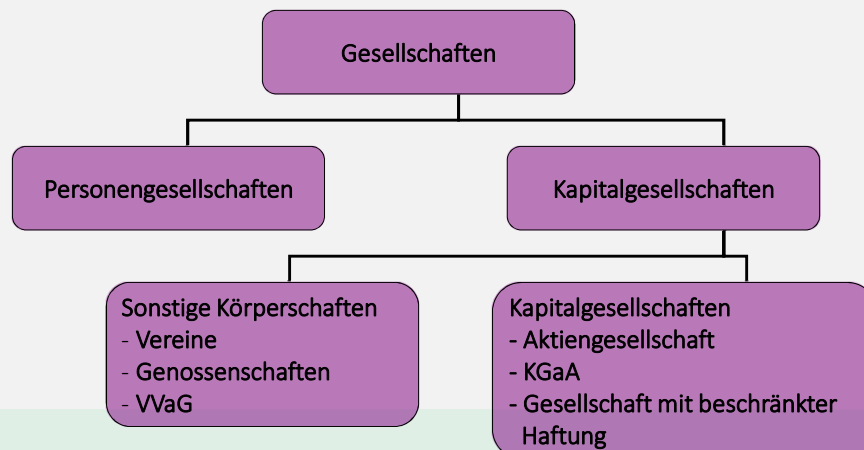 Gesellschaften
Personengesellschaften
Kapitalgesellschaften
Sonstige Körperschaften
- Vereine
- Genossenschaften
- VVaG
Kapitalgesellschaften
- Aktiengesellschaft
- KGaA
- Gesellschaft mit beschränkter
Haftung